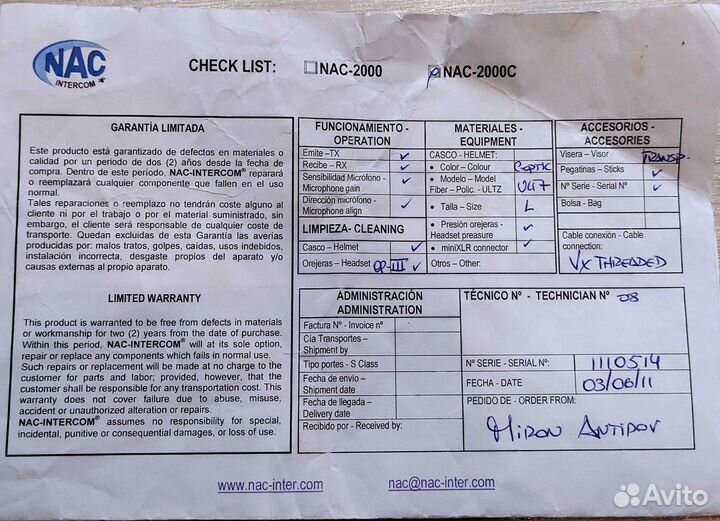 NAC
INTERCOM
CHECK LIST: NAC-2000 NAC-2000C
GARANTÍA LIMITADA
Este producto está garantizado de defectos en materiales o
calidad por un periodo de dos (2) años desde la fecha de
compra. Dentro de este período, NAC-INTERCOM® reparará
o reemplazará cualquier componente que fallen en el uso
normal.
Tales reparaciones o reemplazo no tendrán coste alguno al
cliente ni por el trabajo o por el material suministrado, sin
embargo, el cliente será responsable de cualquier coste de
transporte. Quedan excluidas de esta Garantía las averías
producidas por: malos tratos, golpes, caídas, usos indebidos,
instalación incorrecta, desgaste propios del aparato y/o
causas externas al propio aparato.
LIMITED WARRANTY
This product is warranted to be free from defects in materials
or workmanship for two (2) years from the date of purchase.
Within this period, NAC-INTERCOM® will at its sole option,
repair or replace any components which fails in normal use.
Such repairs or replacement will be made at no charge to the
customer for parts and labor; provided, however, that the
customer shall be responsible for any transportation cost. This
warranty does not cover failure due to abuse, misuse,
accident or unauthorized alteration or repairs.
NAC-INTERCOM® assumes no responsibility for special,
incidental, punitive or consequential damages, or loss of use.
FUNCIONAMIENTO -
OPERATION
Emite – TX ✓
Recibe – RX ✓
Sensibilidad Micrófono -
Microphone gain ✓
Dirección micrófono -
Microphone align ✓
LIMPIEZA- CLEANING
Casco – Helmet ✓
Orejeras – Headset OP-III ✓
MATERIALES -
EQUIPMENT
CASCO - HELMET:
• Color – Colour
• Modelo – Model
Fiber – Polic. - ULTZ ULTZ
• Talla – Size L
• Presión orejeras -
Headset preasure ✓
• miniXLR connector ✓
Otros – Other:
ACCESORIOS -
ACCESSORIES
Visera – Visor TRANSP.
Pegatinas – Sticks ✓
Nº Serie - Serial Nº ✓
Bolsa – Bag
Cable conexión - Cable
connection:
VX THREADED
ADMINISTRACIÓN
ADMINISTRATION
Factura Nº - Invoice nº
Cía Transportes –
Shipment by
Tipo portes - S Class
Fecha de envio –
Shipment date
Fecha de llegada –
Delivery date
Recibido por - Received by:
TÉCNICO Nº - TECHNICIAN Nº 08
Nº SERIE - SERIAL Nº: 1110514
FECHA - DATE 03/06/11
PEDIDO DE - ORDER FROM:
MIRON ANTIPOV
www.nac-inter.com nac@nac-inter.com
Avito